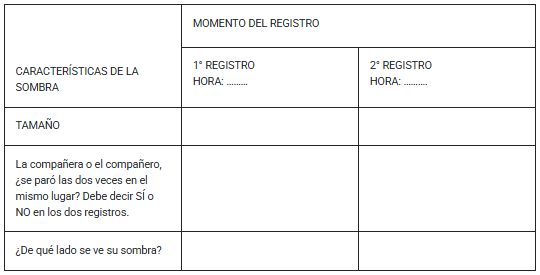 MOMENTO DEL REGISTRO
CARACTERÍSTICAS DE LA
SOMBRA
1° REGISTRO
HORA: .........
2° REGISTRO
HORA: ..........
TAMAÑO
La compañera o el compañero,
¿se paró las dos veces en el
mismo lugar? Debe decir SÍ o
NO en los dos registros.
¿De qué lado se ve su sombra?